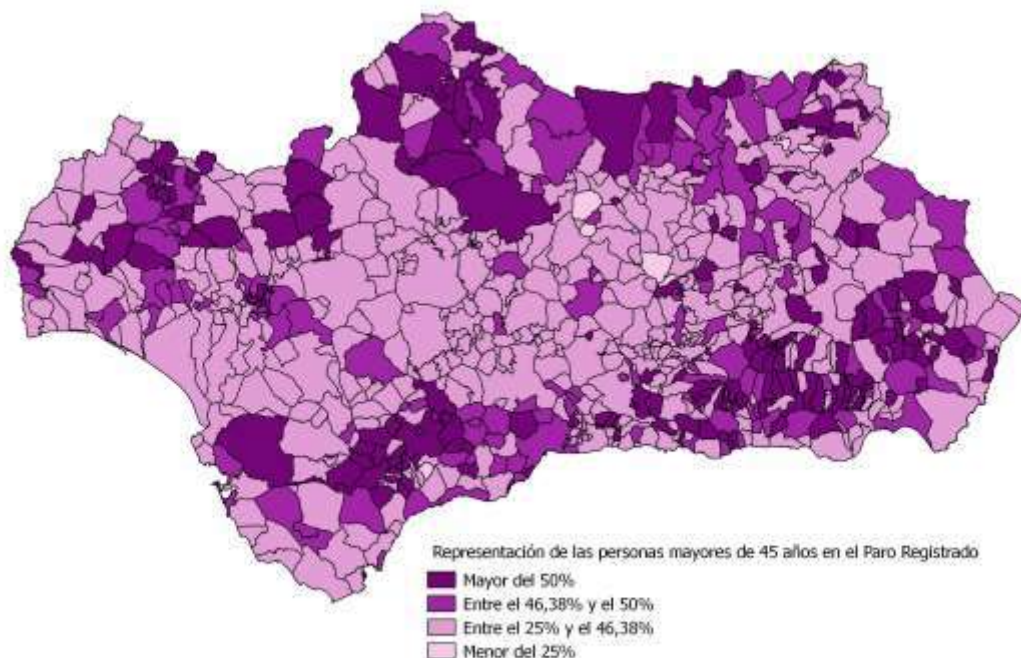 Representación de las personas mayores de 45 años en el Paro Registrado
Mayor del 50%
Entre el 46,38% y el 50%
Entre el 25% y el 46,38%
Menor del 25%